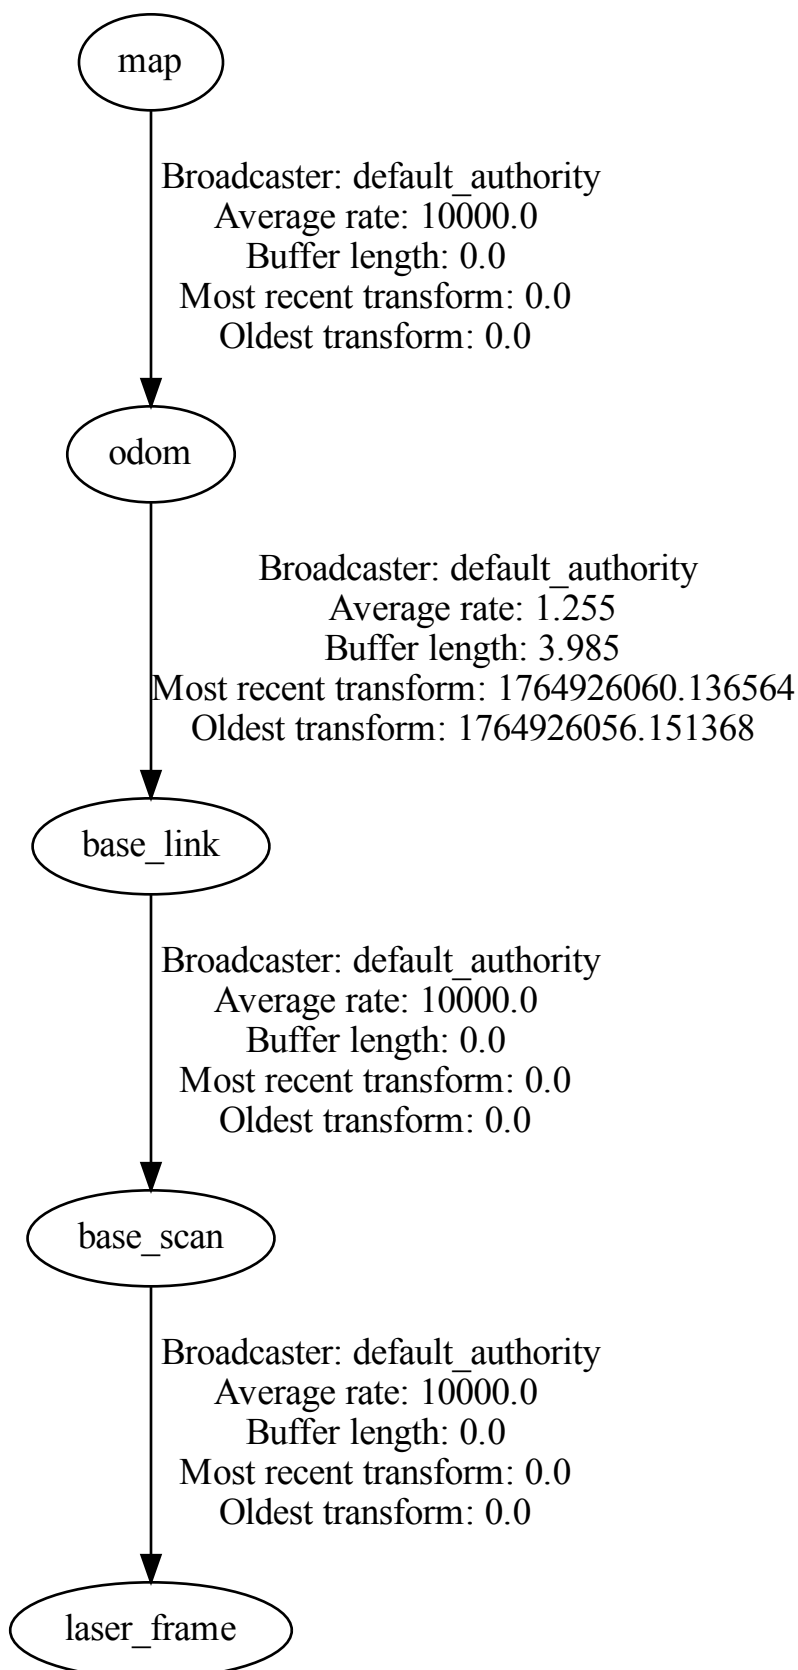 map
Broadcaster: default_authority
Average rate: 10000.0
Buffer length: 0.0
Most recent transform: 0.0
Oldest transform: 0.0
odom
Broadcaster: default_authority
Average rate: 1.255
Buffer length: 3.985
Most recent transform: 1764926060.136564
Oldest transform: 1764926056.151368
base_link
Broadcaster: default_authority
Average rate: 10000.0
Buffer length: 0.0
Most recent transform: 0.0
Oldest transform: 0.0
base_scan
Broadcaster: default_authority
Average rate: 10000.0
Buffer length: 0.0
Most recent transform: 0.0
Oldest transform: 0.0
laser_frame